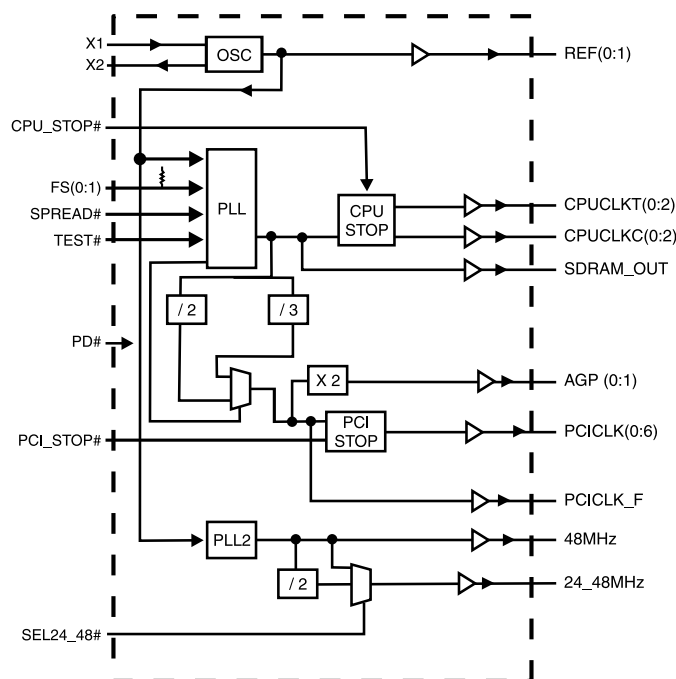 X1
OSC
REF(0:1)
X2
CPU_STOP#
FS(0:1)
PLL
CPU
STOP
CPUCLKT(0:2)
SPREAD#
TEST#
CPUCLKC(0:2)
SDRAM_OUT
/ 2
/ 3
PD#
X 2
AGP (0:1)
PCI_STOP#
PCI
STOP
PCICLK(0:6)
PCICLK_F
PLL2
48MHz
/ 2
24_48MHz
SEL24_48#